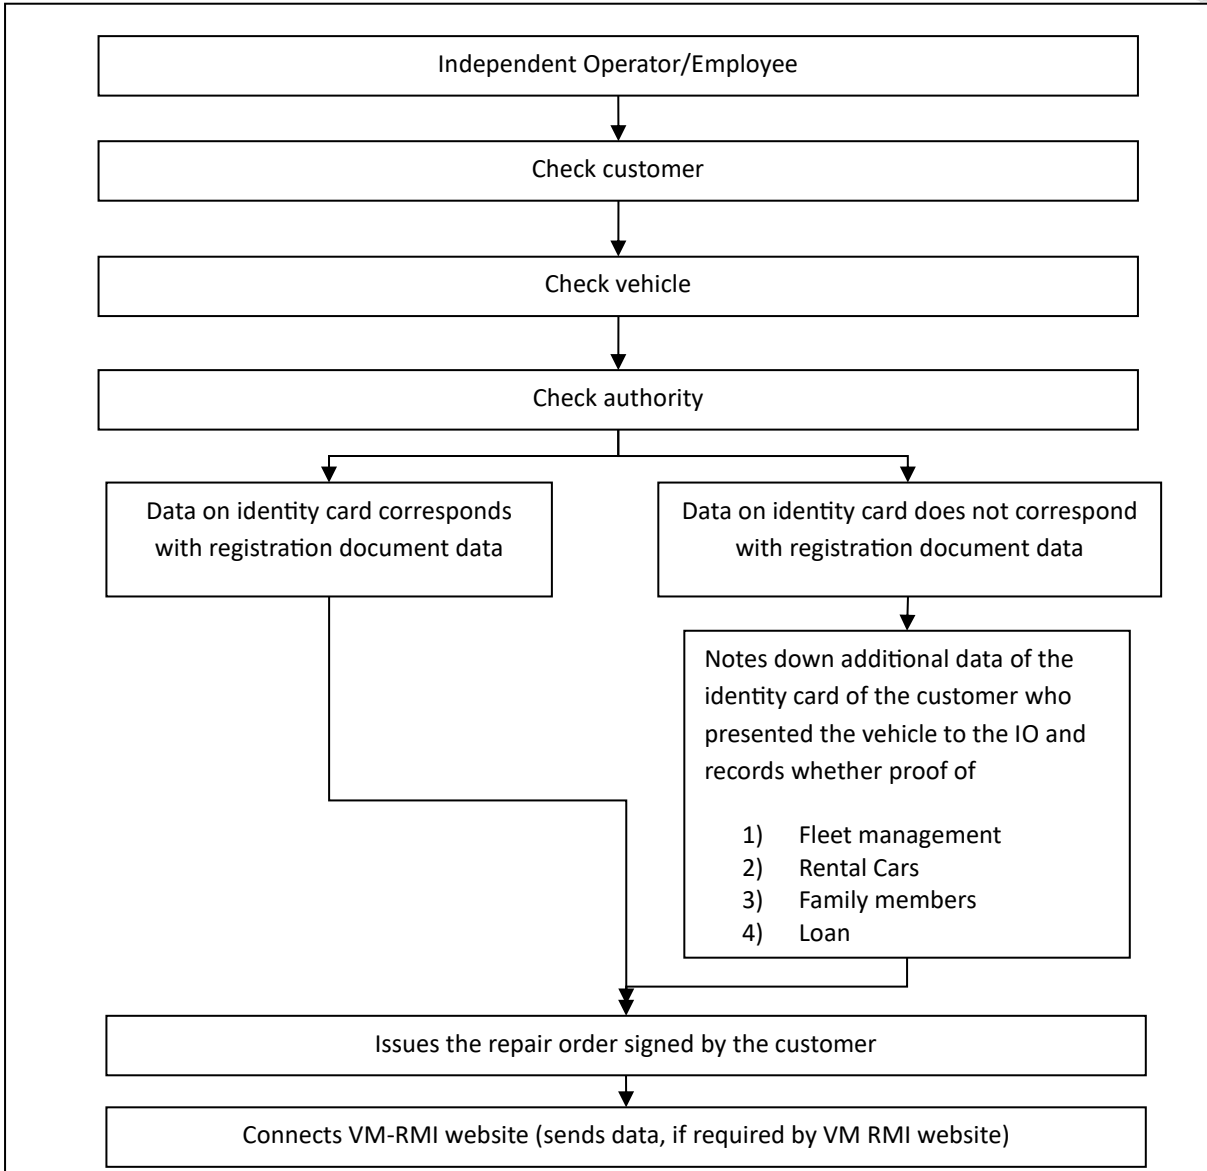 Independent Operator/Employee
Check customer
Check vehicle
Check authority
Data on identity card corresponds
with registration document data
Data on identity card does not correspond
with registration document data
Notes down additional data of the
identity card of the customer who
presented the vehicle to the IO and
records whether proof of
1) Fleet management
2) Rental Cars
3) Family members
4) Loan
Issues the repair order signed by the customer
Connects VM-RMI website (sends data, if required by VM RMI website)